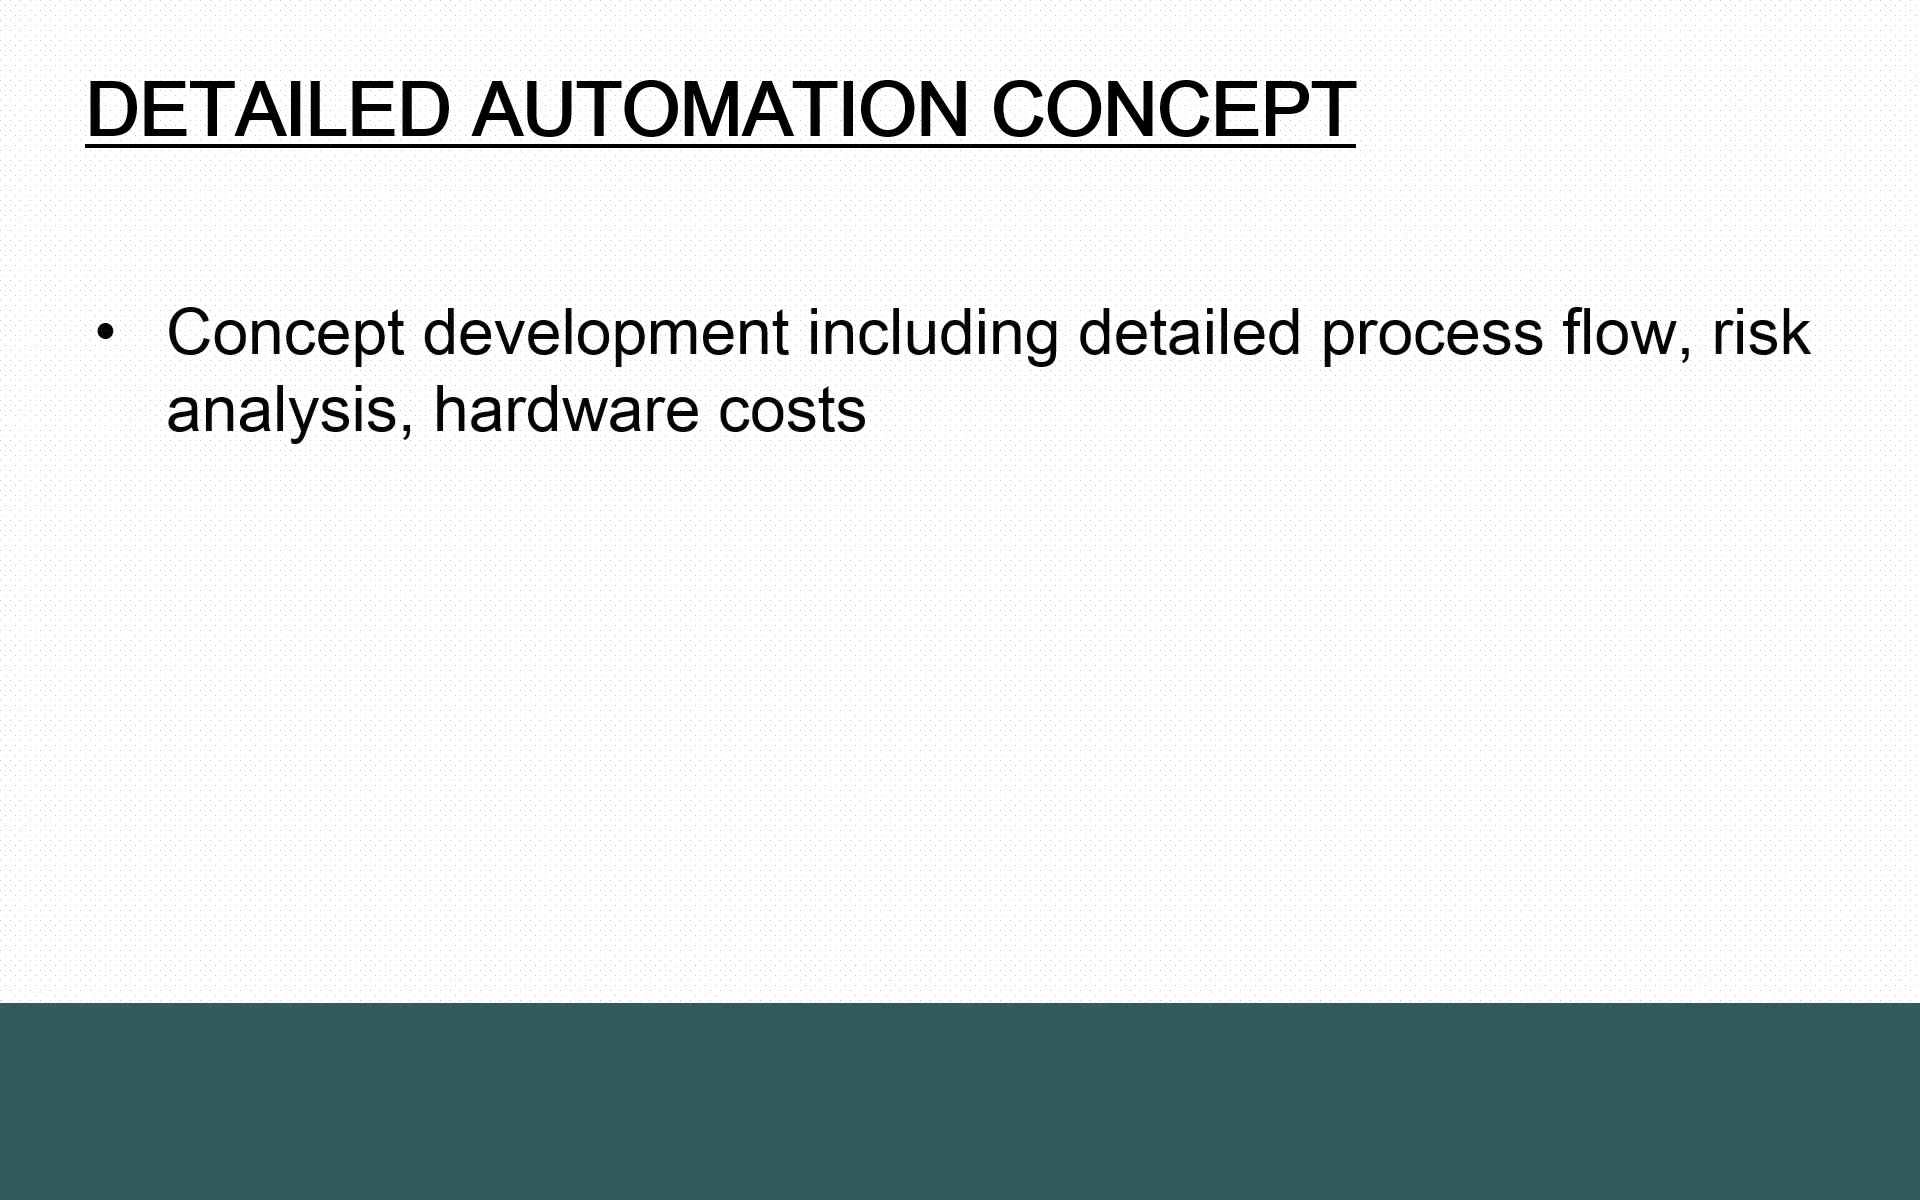 DETAILED AUTOMATION CONCEPT
• Concept development including detailed process flow, risk
analysis, hardware costs